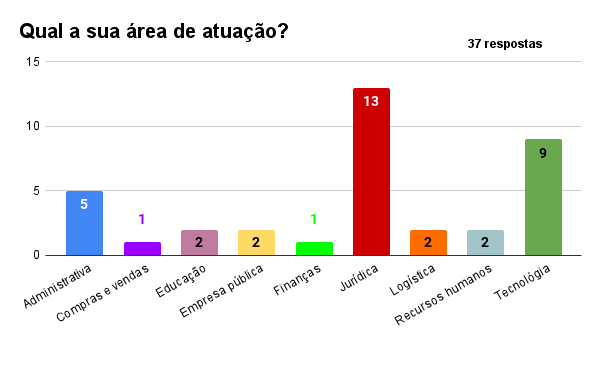 Qual a sua área de atuação?
37 respostas
15
10
5
0
5
1
2
2
1
13
2
2
9
Administrativa
Compras e vendas
Educação
Empresa pública
Finanças
Jurídica
Logística
Recursos humanos
Tecnológia